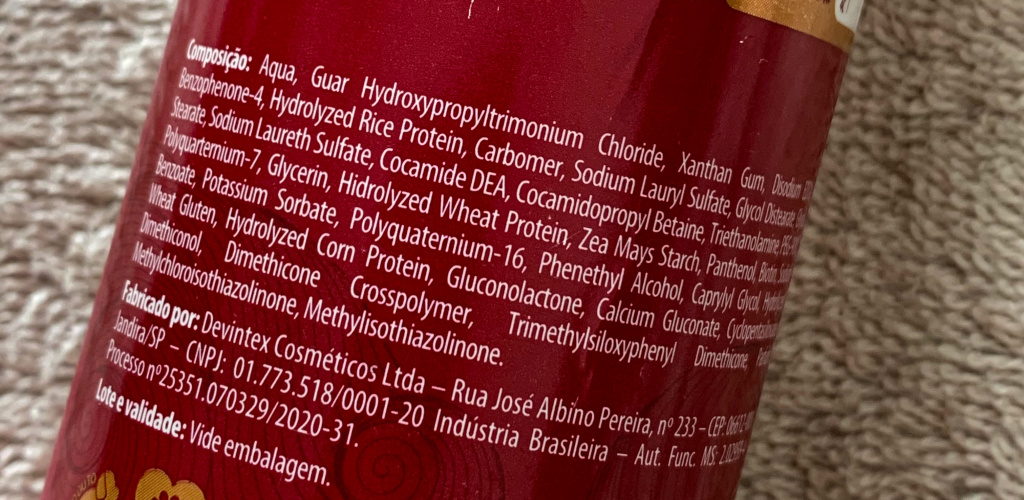 Composição: Aqua, Guar Hydroxypropyltrimonium Chloride, Xanthan Gum, Disodium
Benzophenone-4, Hydrolyzed Rice Protein, Carbomer, Sodium Lauryl Sulfate, Glycol Distearate,
Stearate, Sodium Laureth Sulfate, Cocamide DEA, Cocamidopropyl Betaine, Triethanolamine,
Polyquarternium-7, Glycerin, Hidrolyzed Wheat Protein, Zea Mays Starch, Panthenol, Biotin,
Benzoate, Potassium Sorbate, Polyquaternium-16, Phenethyl Alcohol, Caprylyl Glycol,
Wheat Gluten, Hydrolyzed Corn Protein, Gluconolactone, Calcium Gluconate,
Dimethiconol, Dimethicone Crosspolymer, Trimethylsiloxyphenyl Dimethicone,
Methylchloroisothiazolinone, Methylisothiazolinone.
Fabricado por: Devintex Cosméticos Ltda – Rua José Albino Pereira, nº 233 – CEP
Jandira/SP – CNPJ: 01.773.518/0001-20 Indústria Brasileira – Aut. Func. MS:
Processo nº25351.070329/2020-31.
Lote e validade: Vide embalagem.